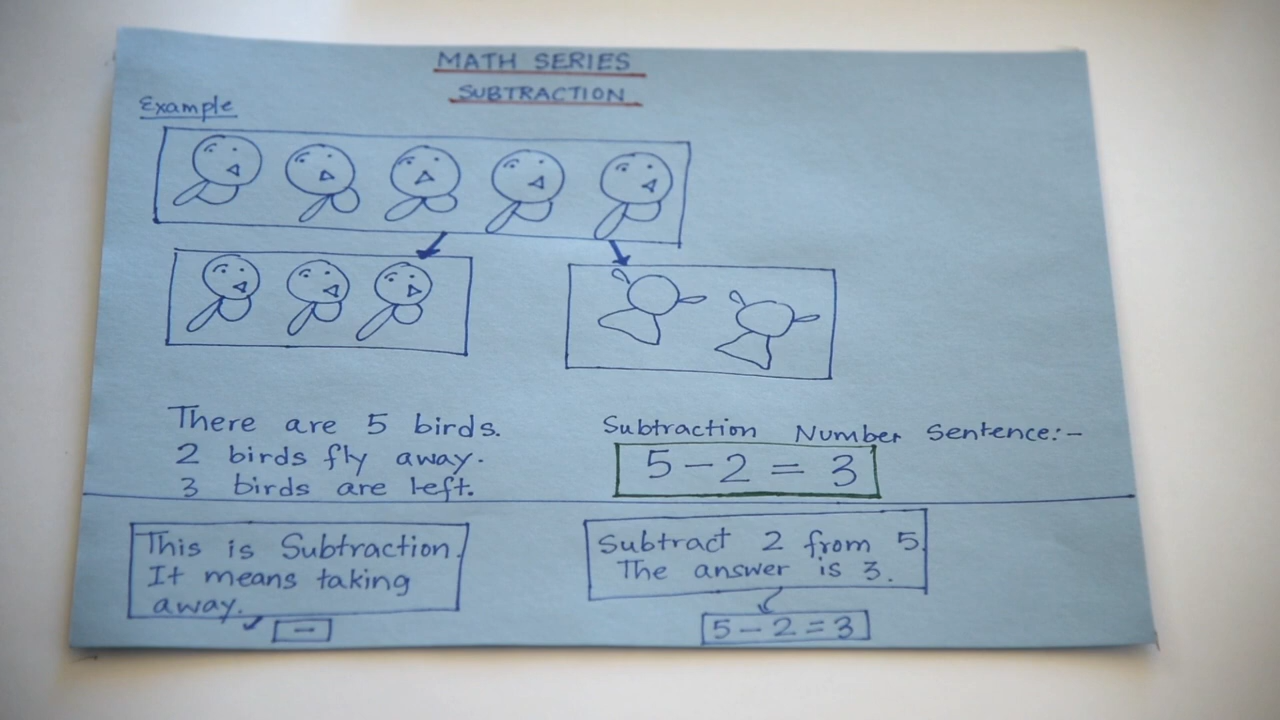 MATH SERIES
SUBTRACTION
Example
There are 5 birds.
2 birds fly away.
3 birds are left.
Subtraction Number Sentence:-
5-2 = 3
This is Subtraction.
It means taking
away.
-
Subtract 2 from 5.
The answer is 3.
5-2=3